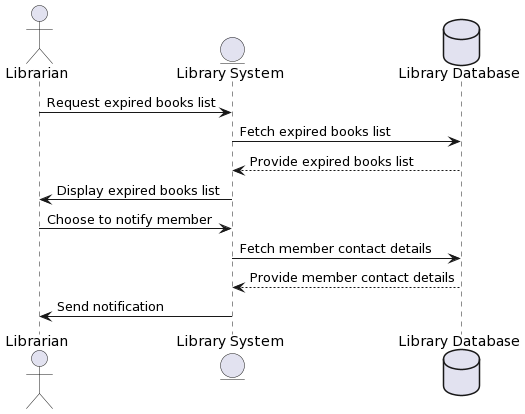 Librarian
Library System
Library Database
Request expired books list
Fetch expired books list
Provide expired books list
Display expired books list
Choose to notify member
Fetch member contact details
Provide member contact details
Send notification
Librarian
Library System
Library Database